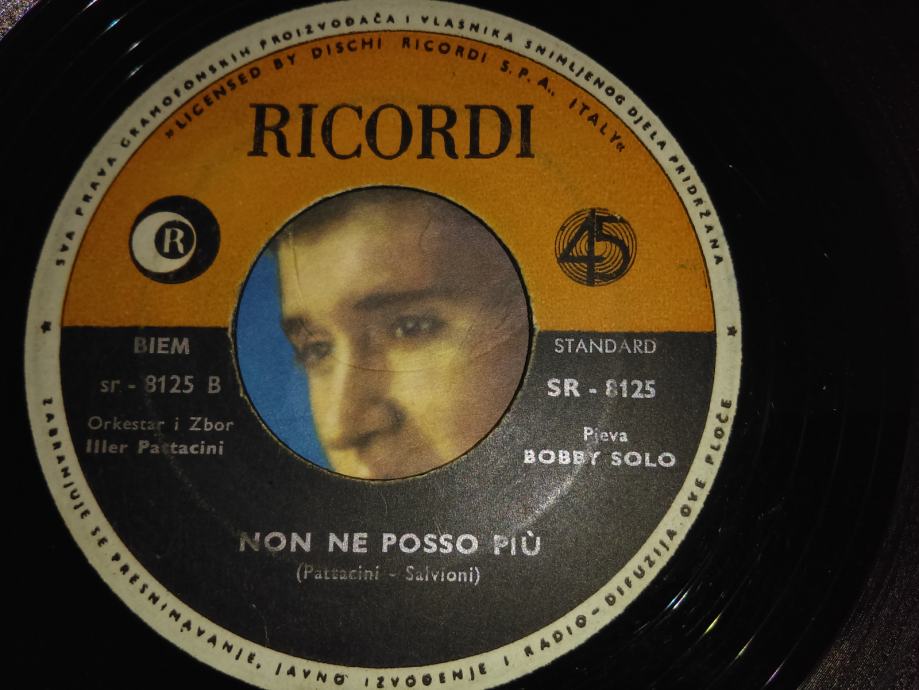 SVA PRAVA GRAMOFONSKIH PROIZVOĐAČA I VLASNIKA SNIMLJENOG DJELA PRIDRŽANA
»LICENSED BY DISCHI RICORDI S.P.A., ITALY«
RICORDI
R
45
BIEM
STANDARD
sr - 8125 B
SR - 8125
Orkestar i Zbor
Iller Pattacini
Pjeva
BOBBY SOLO
NON NE POSSO PIÙ
(Pattacini - Salvioni)
ZABRANJUJE SE PRESNIMAVANJE, JAVNO IZVOĐENJE I RADIO-DIFUZIJA OVE PLOČE